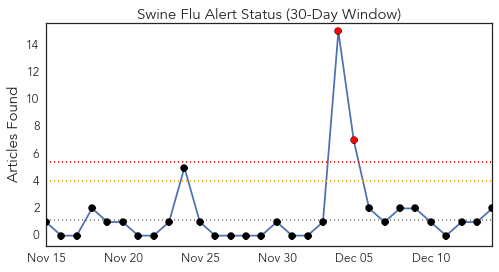 Swine Flu Alert Status (30-Day Window)
Articles Found
14
12
10
8
6
4
2
0
Nov 15
Nov 20
Nov 25
Nov 30
Dec 05
Dec 10